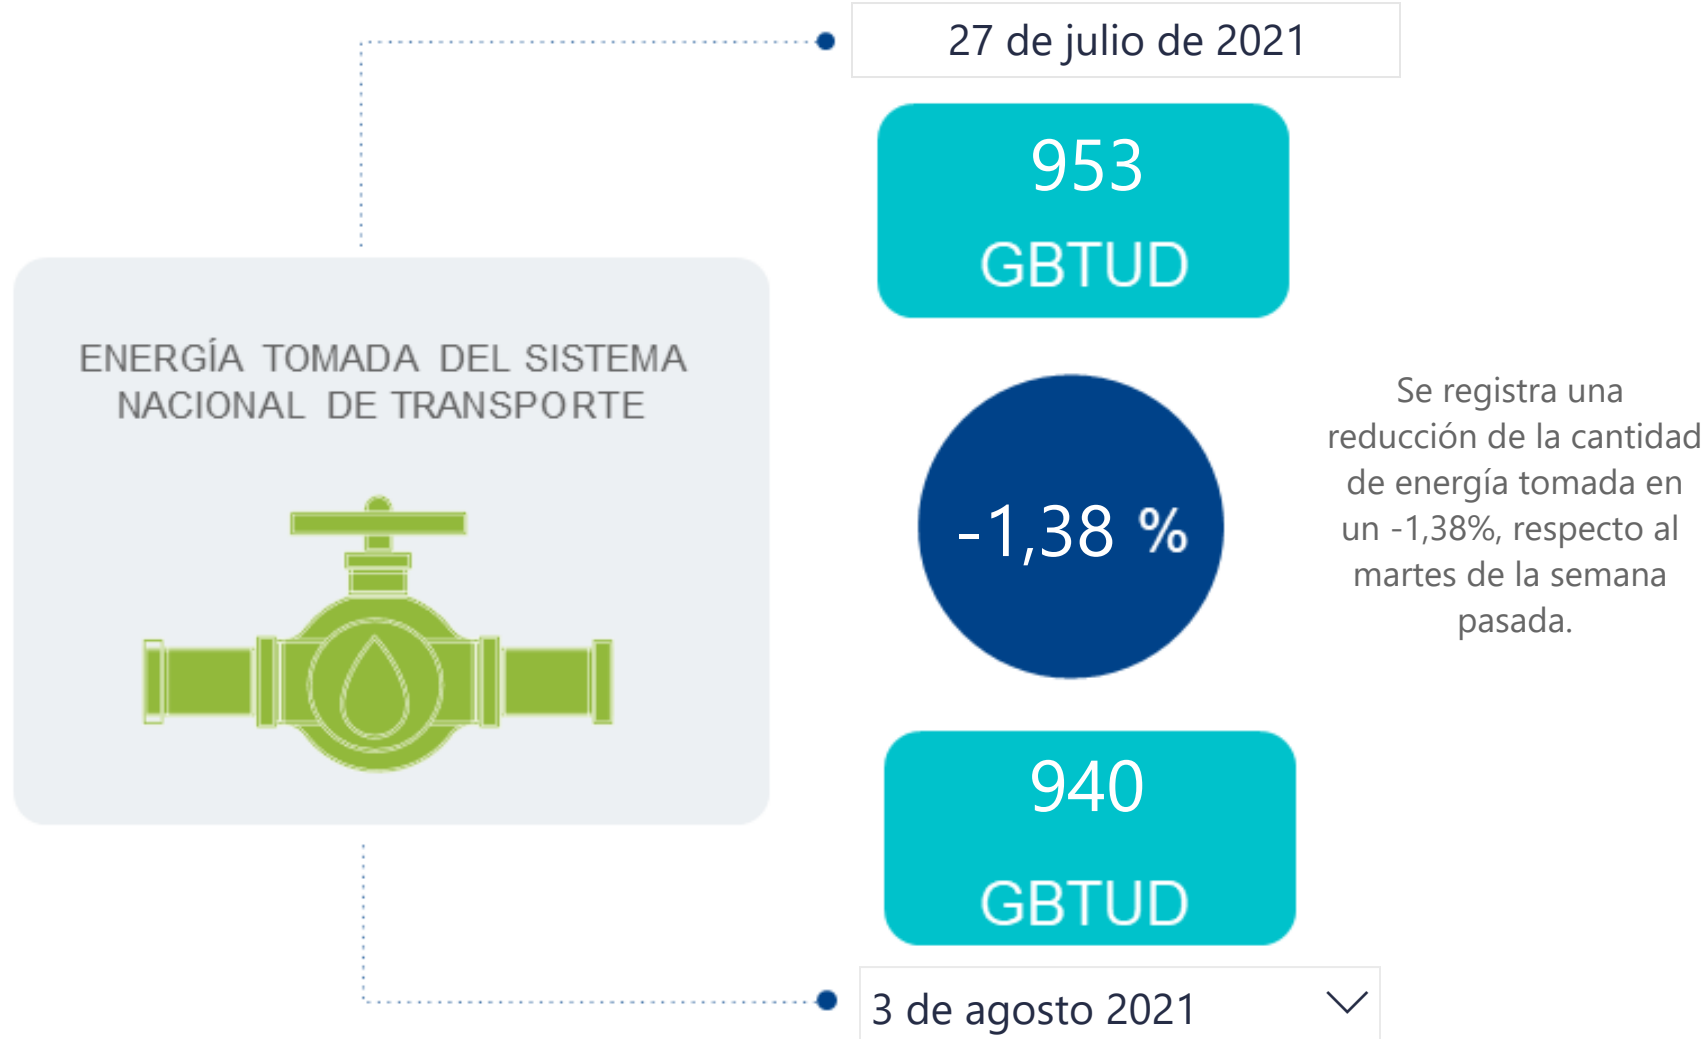 27 de julio de 2021
953
GBTUD
ENERGÍA TOMADA DEL SISTEMA
NACIONAL DE TRANSPORTE
-1,38 %
Se registra una
reducción de la cantidad
de energía tomada en
un -1,38%, respecto al
martes de la semana
pasada.
940
GBTUD
3 de agosto 2021